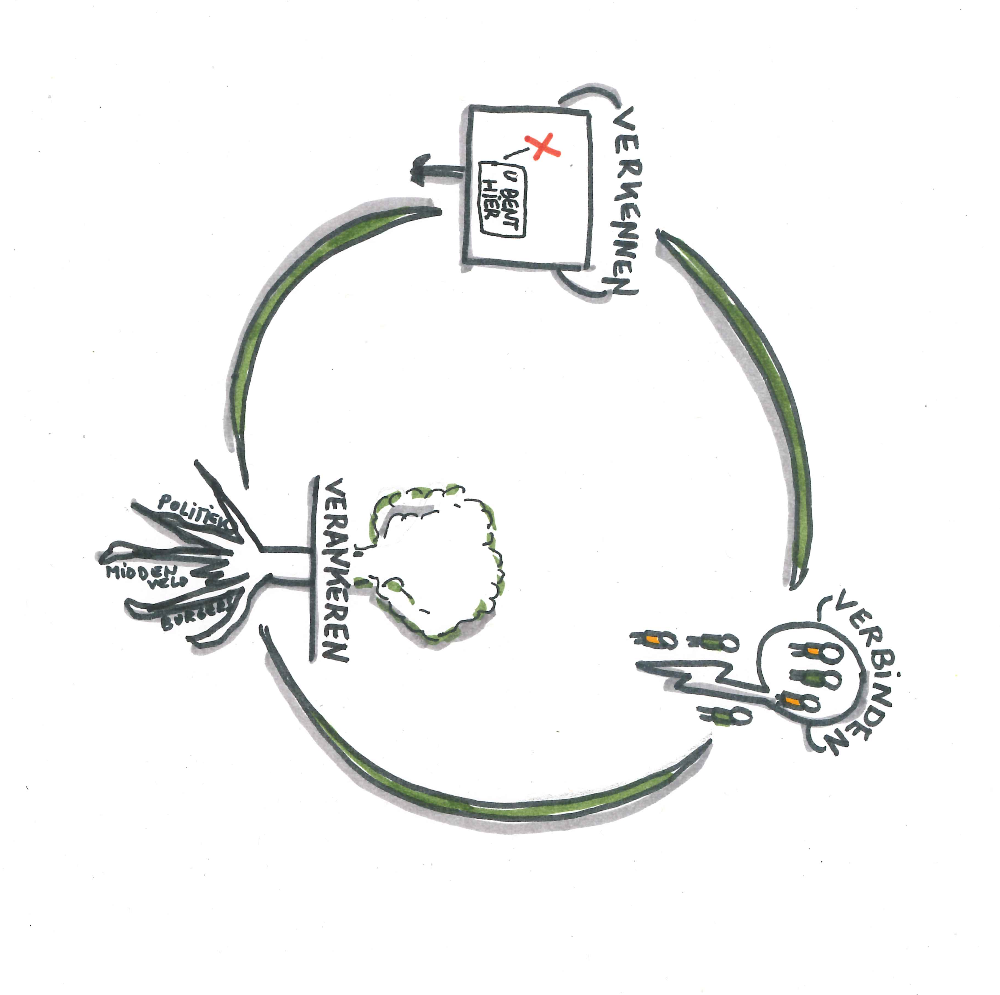 VERKENNEN
U BENT
HIER
VERBINDEN
VERANKEREN
POLITIEK
MIDDEN
VELD
BURGERS